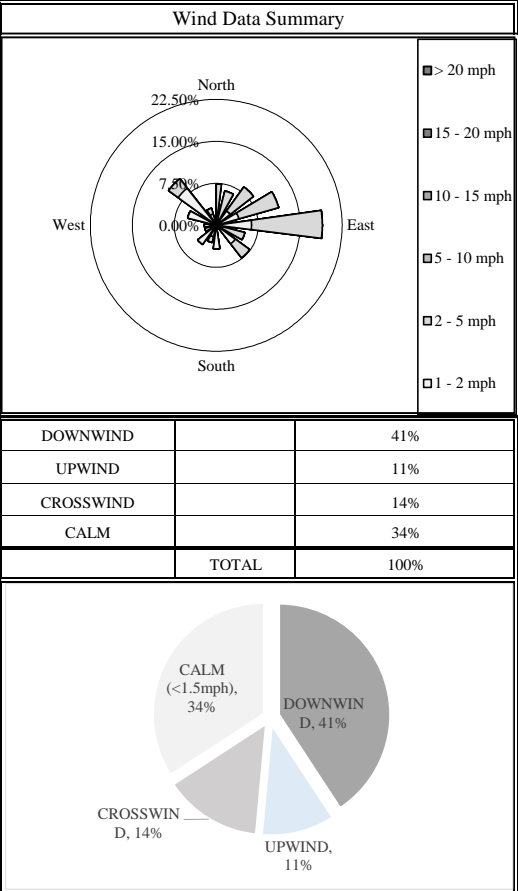 Wind Data Summary
North
22.50%
15.00%
7.50%
West
0.00%
East
South
> 20 mph
15 - 20 mph
10 - 15 mph
5 - 10 mph
2 - 5 mph
1 - 2 mph
DOWNWIND 41%
UPWIND 11%
CROSSWIND 14%
CALM 34%
TOTAL 100%
CALM
(<1.5mph),
34%
DOWNWIN
D, 41%
CROSSWIN
D, 14%
UPWIND,
11%